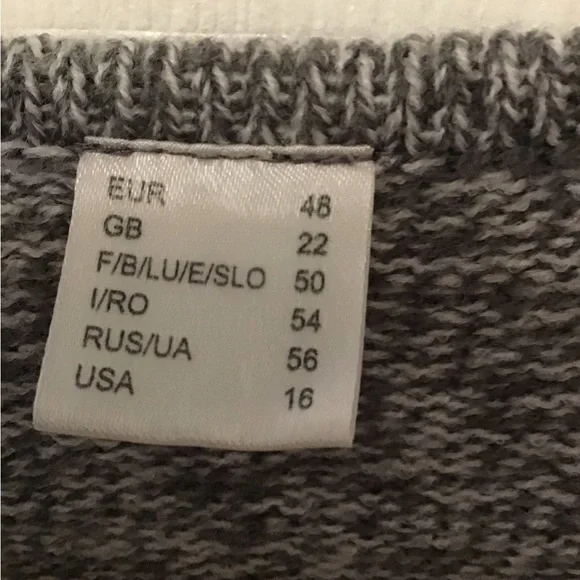 EUR 48
GB 22
F/B/LU/E/SLO 50
I/RO 54
RUS/UA 56
USA 16